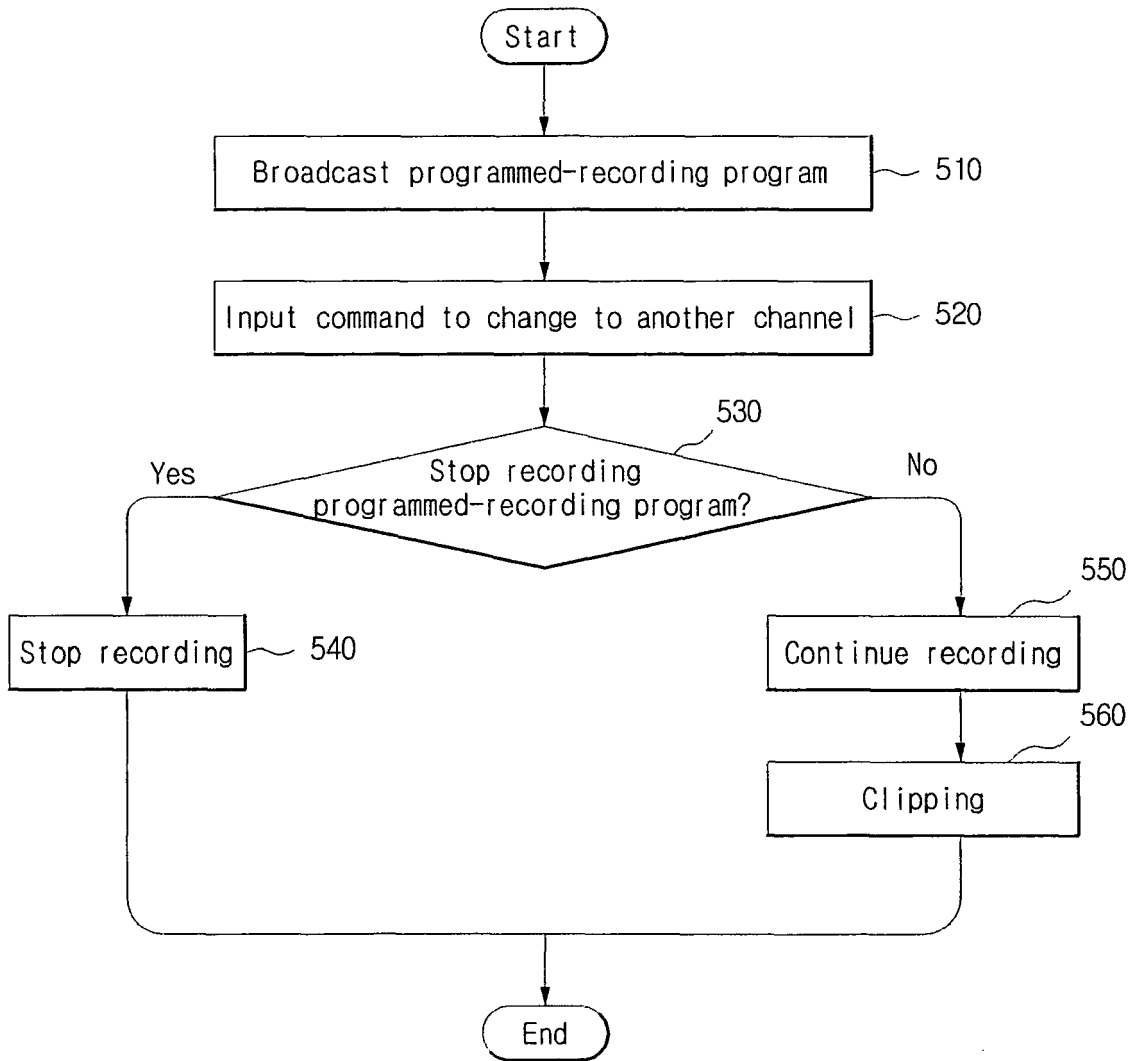 Start
Broadcast programmed-recording program
510
Input command to change to another channel
520
530
Stop recording
programmed-recording program?
Yes
No
Stop recording
540
550
Continue recording
560
Clipping
End